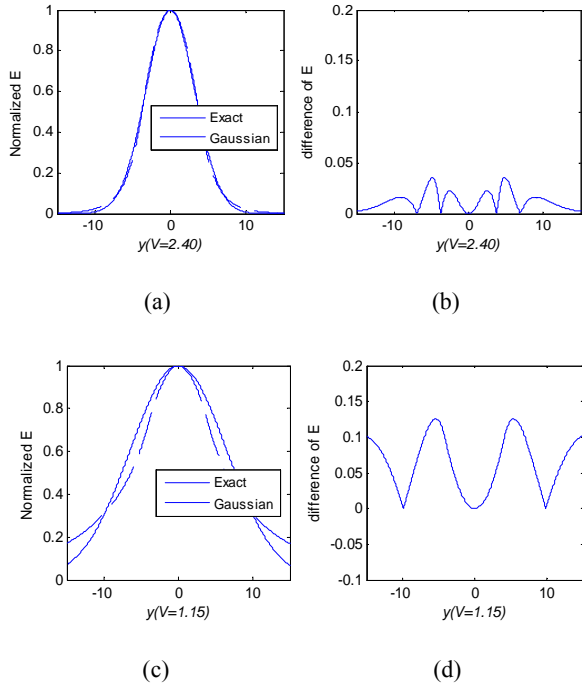 1
0.8
0.6
0.4
0.2
0
Normalized E
Exact
Gaussian
-10
0
10
y(V=2.40)
(a)
0.2
0.15
0.1
0.05
0
difference of E
-10
0
10
y(V=2.40)
(b)
1
0.8
0.6
0.4
0.2
0
Normalized E
Exact
Gaussian
-10
0
10
y(V=1.15)
(c)
0.2
0.15
0.1
0.05
0
-0.05
-0.1
difference of E
-10
0
10
y(V=1.15)
(d)